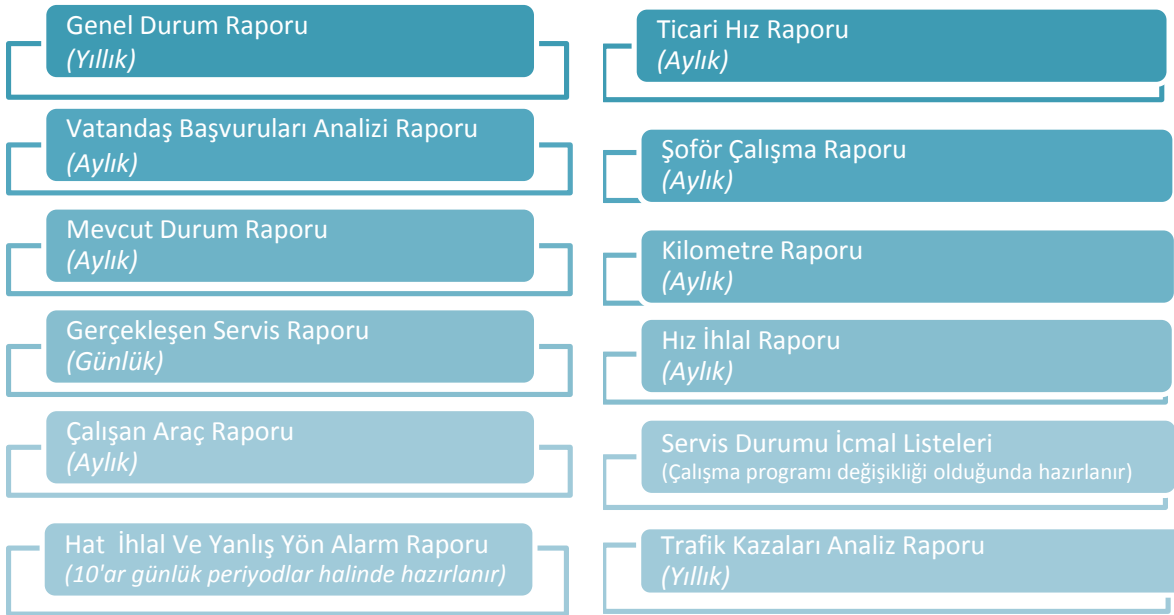 Genel Durum Raporu
(Yıllık)
Vatandaş Başvuruları Analizi Raporu
(Aylık)
Mevcut Durum Raporu
(Aylık)
Gerçekleşen Servis Raporu
(Günlük)
Çalışan Araç Raporu
(Aylık)
Hat İhlal Ve Yanlış Yön Alarm Raporu
(10'ar günlük periyodlar halinde hazırlanır)
Ticari Hız Raporu
(Aylık)
Şoför Çalışma Raporu
(Aylık)
Kilometre Raporu
(Aylık)
Hız İhlal Raporu
(Aylık)
Servis Durumu İcmal Listeleri
(Çalışma programı değişikliği olduğunda hazırlanır)
Trafik Kazaları Analiz Raporu
(Yıllık)